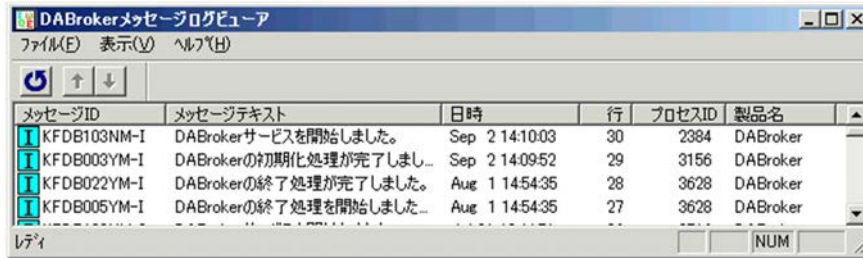 DABrokerメッセージログビューア
ファイル(F) 表示(V) ヘルプ(H)
メッセージID メッセージテキスト 日時 行 プロセスID 製品名
I KFDB103NM-I DABrokerサービスを開始しました。 Sep 2 14:10:03 30 2384 DABroker
I KFDB003YM-I DABrokerの初期化処理が完了しまし... Sep 2 14:09:52 29 3156 DABroker
I KFDB022YM-I DABrokerの終了処理が完了しました。 Aug 1 14:54:35 28 3628 DABroker
I KFDB005YM-I DABrokerの終了処理を開始しました... Aug 1 14:54:35 27 3628 DABroker
レディ NUM